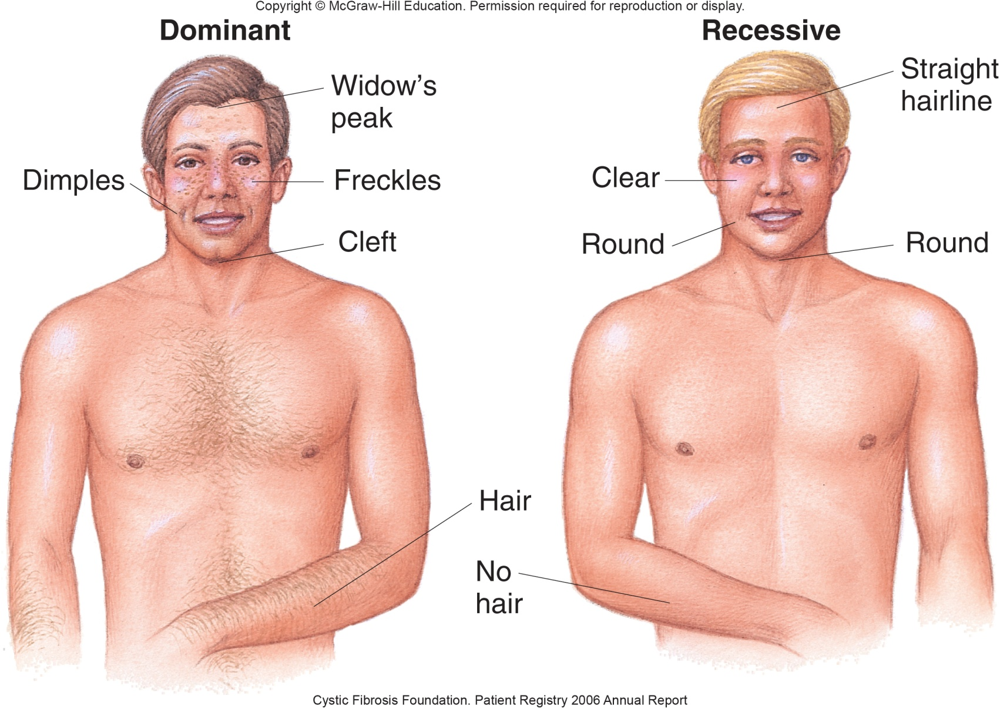 Copyright © McGraw-Hill Education. Permission required for reproduction or display.
Dominant
Widow’s
peak
Dimples
Freckles
Cleft
Hair
Recessive
Straight
hairline
Clear
Round
Round
No
hair
Cystic Fibrosis Foundation. Patient Registry 2006 Annual Report